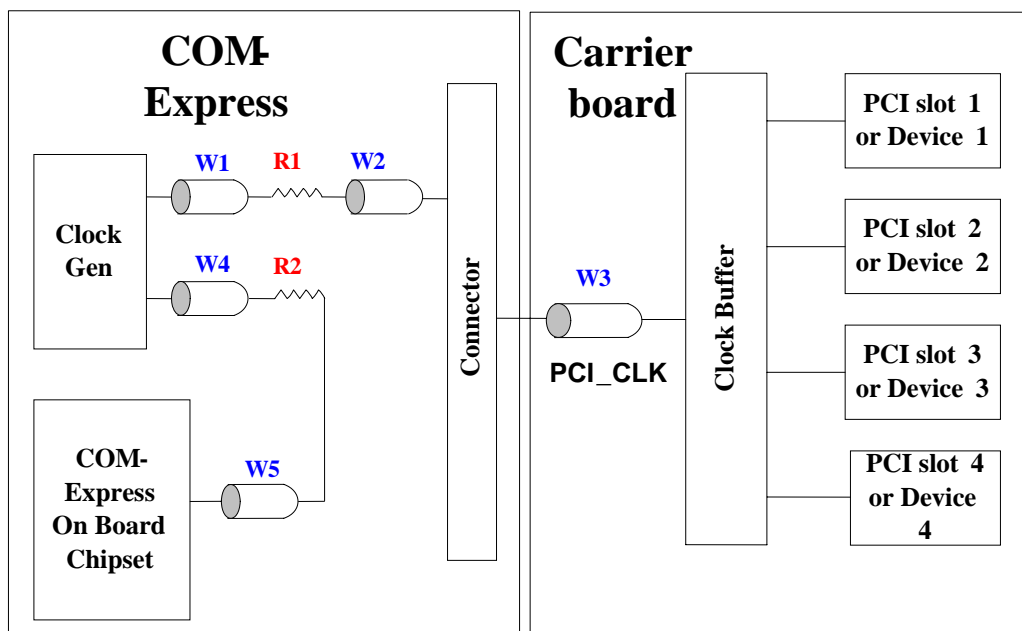 COM-
Express
Carrier
board
W1
R1
W2
Clock
Gen
W4
R2
Connector
W3
PCI_CLK
Clock Buffer
COM-
Express
On Board
Chipset
W5
PCI slot 1
or Device 1
PCI slot 2
or Device 2
PCI slot 3
or Device 3
PCI slot 4
or Device
4